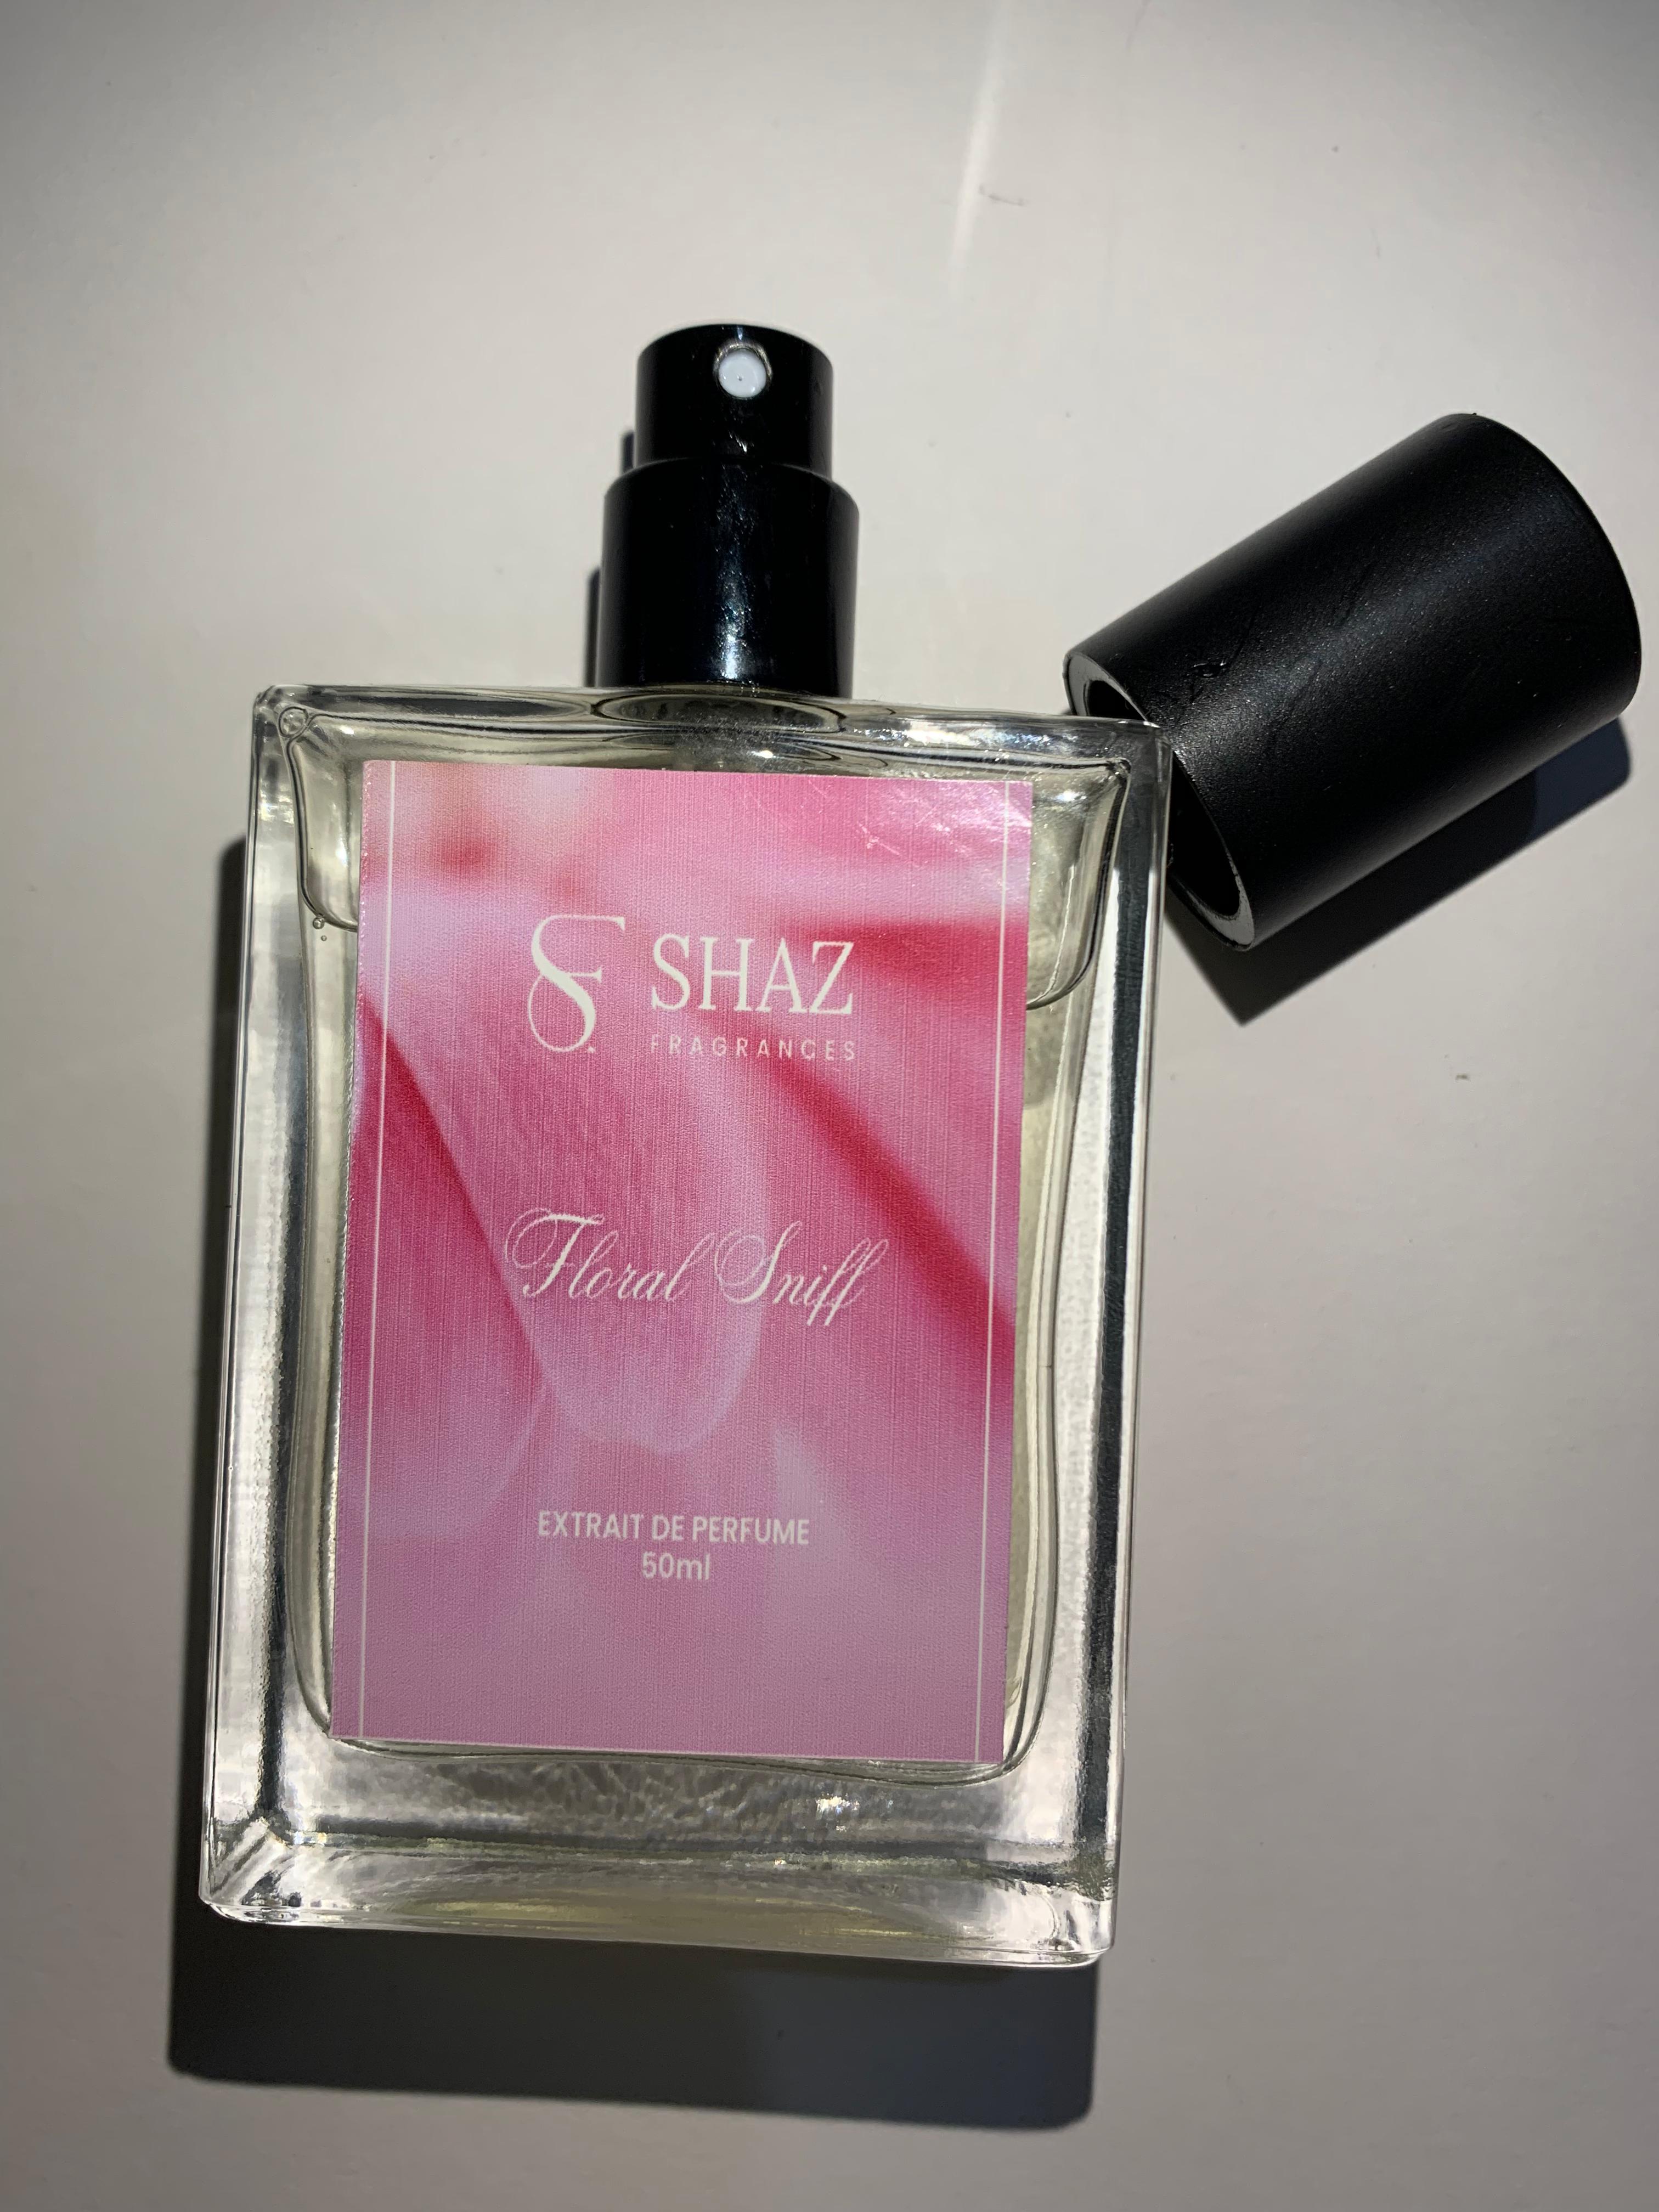 SF
SHAZ
FRAGRANCES
Floral Sniff
EXTRAIT DE PERFUME
50ml